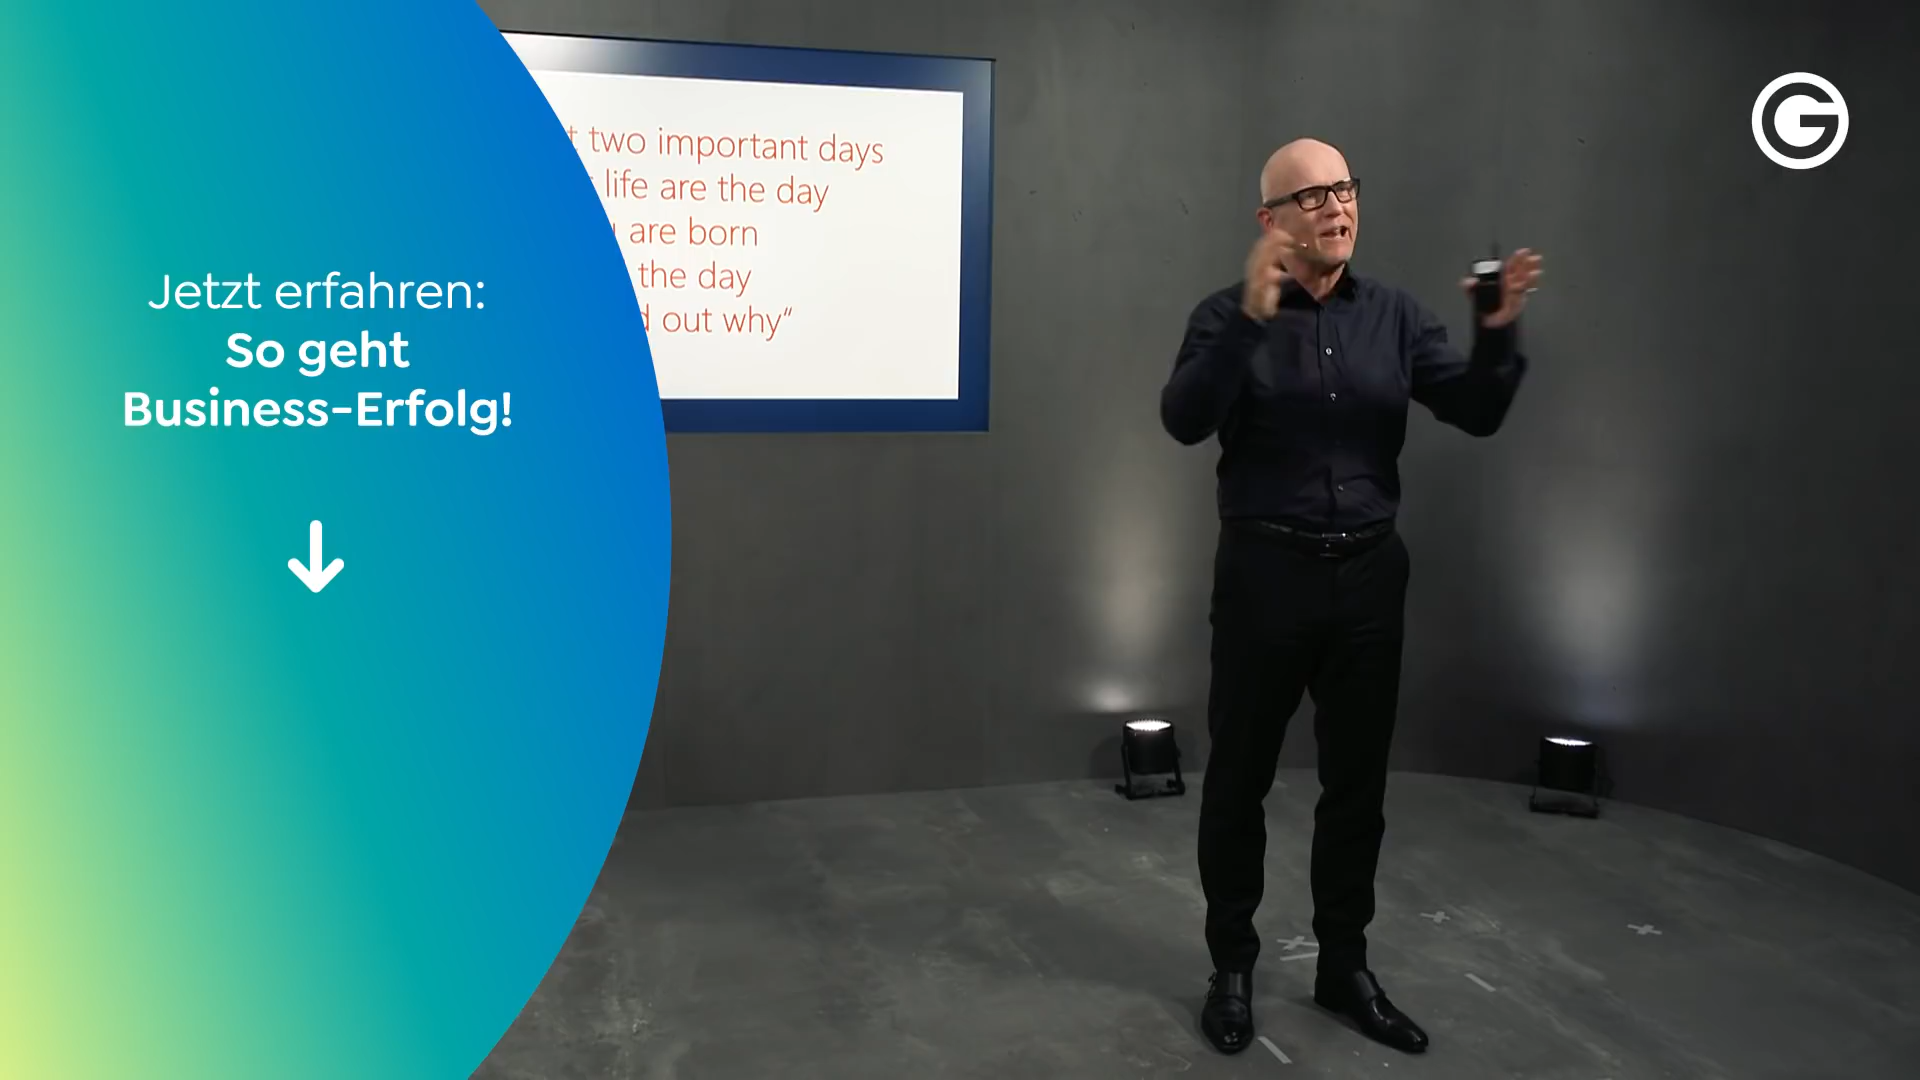 Jetzt erfahren:
So geht
Business-Erfolg!
two important days
life are the day
are born
the day
out why“
G